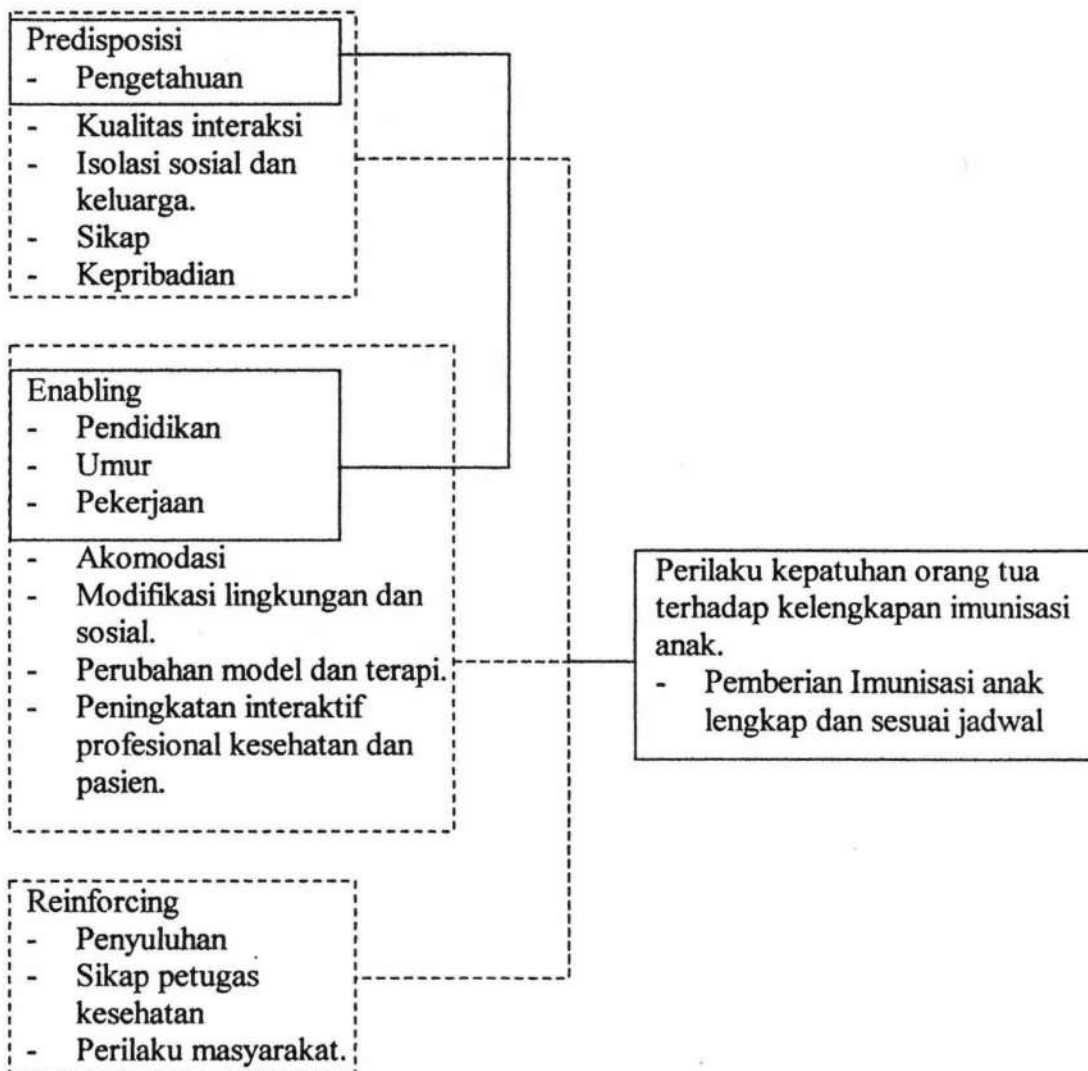 Predisposisi
- Pengetahuan
- Kualitas interaksi
- Isolasi sosial dan
keluarga.
- Sikap
- Kepribadian
Enabling
- Pendidikan
- Umur
- Pekerjaan
- Akomodasi
- Modifikasi lingkungan dan
sosial.
- Perubahan model dan terapi.
- Peningkatan interaktif
profesional kesehatan dan
pasien.
Reinforcing
- Penyuluhan
- Sikap petugas
kesehatan
- Perilaku masyarakat.
Perilaku kepatuhan orang tua
terhadap kelengkapan imunisasi
anak.
- Pemberian Imunisasi anak
lengkap dan sesuai jadwal